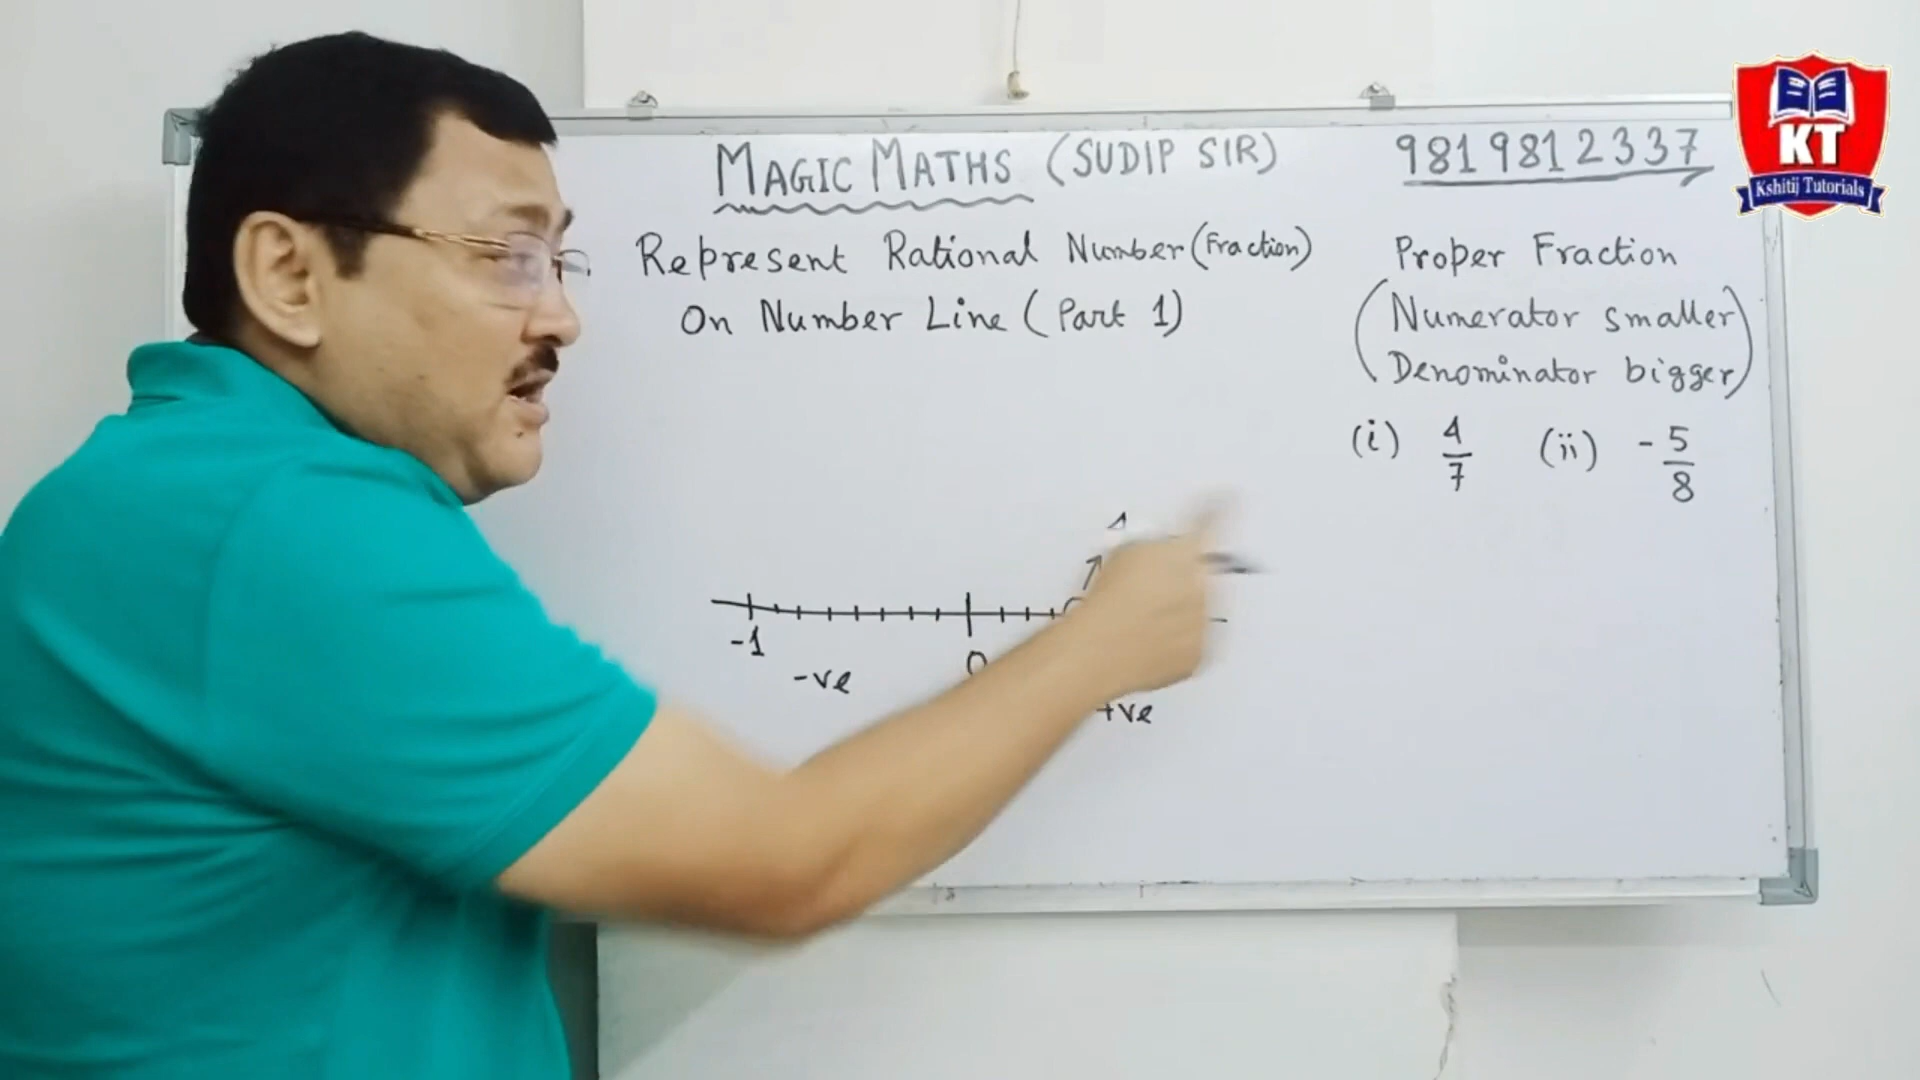 MAGIC MATHS (SUDIP SIR)
9819812337
KT
Kshitij Tutorials
Represent Rational Number (Fraction)
On Number Line (Part 1)
Proper Fraction
(Numerator smaller
Denominator bigger)
(i) 4/7 (ii) -5/8
4
-1
0
-ve
+ve